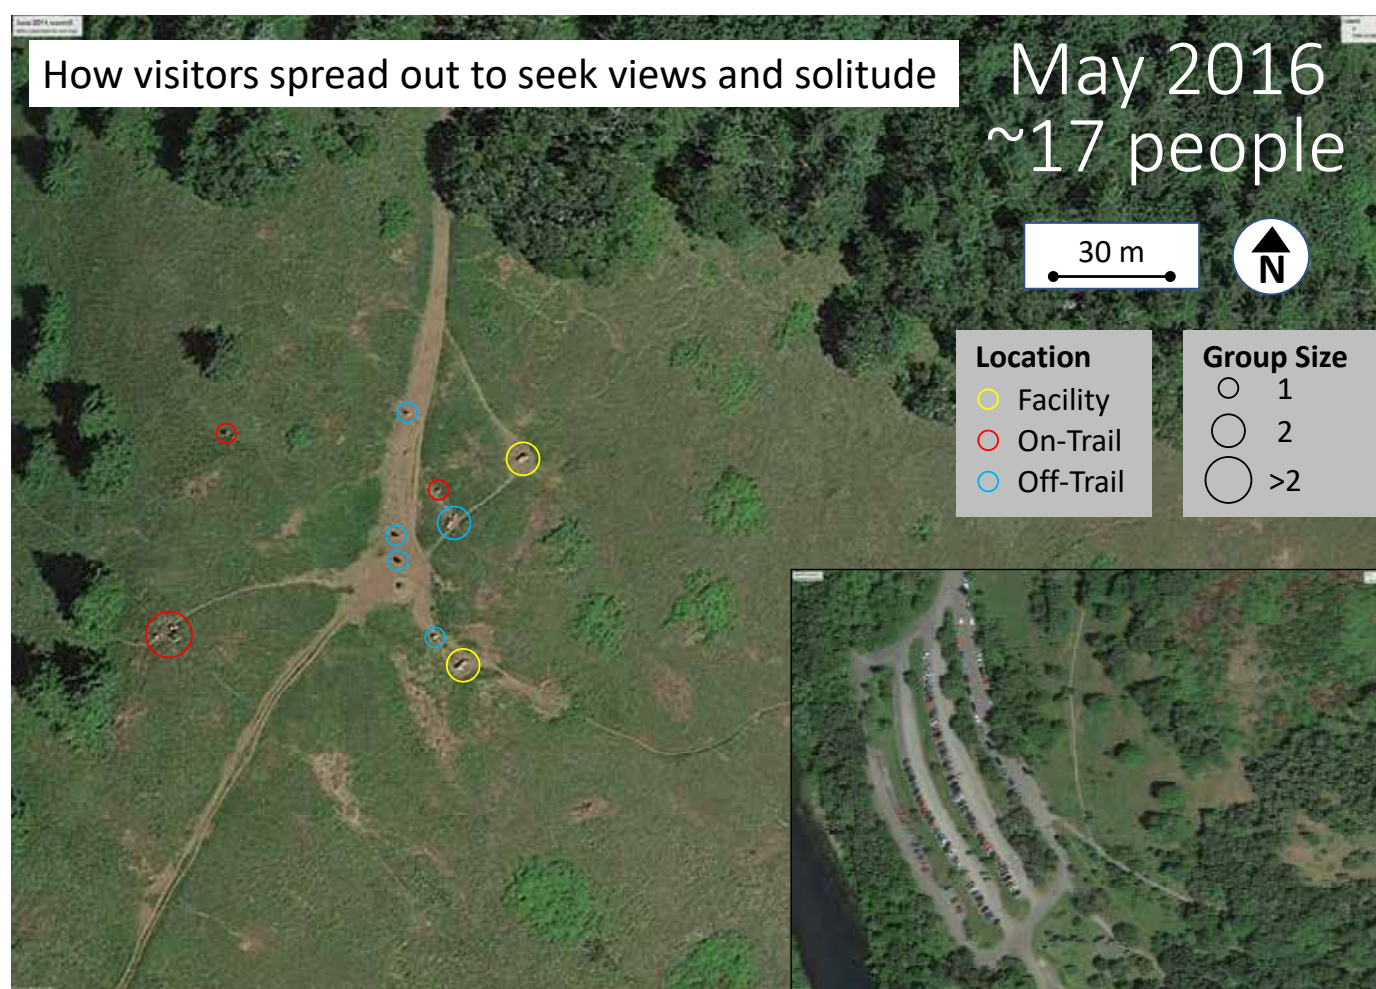 How visitors spread out to seek views and solitude
May 2016
~17 people
30 m
N
Location
Facility
On-Trail
Off-Trail
Group Size
1
2
>2